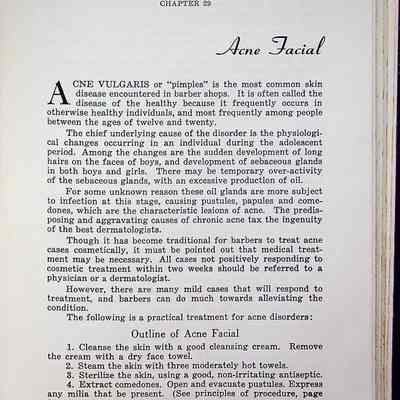 CHAPTER 29
Acne Facial
ACNE VULGARIS or "pimples" is the most common skin
disease encountered in barber shops. It is often called the
disease of the healthy because it frequently occurs in
otherwise healthy individuals, and most frequently among people
between the ages of twelve and twenty.
The chief underlying cause of the disorder is the physiologi-
cal changes occurring in an individual during the adolescent
period. Among the changes are the sudden development of long
hairs on the faces of boys, and development of sebaceous glands
in both boys and girls. There may be temporary over-activity
of the sebaceous glands, with an excessive production of oil.
For some unknown reason these oil glands are more subject
to infection at this stage, causing pustules, papules and come-
dones, which are the characteristic lesions of acne. The predis-
posing and aggravating causes of chronic acne tax the ingenuity
of the best dermatologists.
Though it has become traditional for barbers to treat acne
cases cosmetically, it must be pointed out that medical treat-
ment may be necessary. All cases not positively responding to
cosmetic treatment within two weeks should be referred to a
physician or a dermatologist.
However, there are many mild cases that will respond to
treatment, and barbers can do much towards alleviating the
condition.
The following is a practical treatment for acne disorders:
Outline of Acne Facial
1. Cleanse the skin with a good cleansing cream. Remove
the cream with a dry face towel.
2. Steam the skin with three moderately hot towels.
3. Sterilize the skin, using a good, non-irritating antiseptic.
4. Extract comedones. Open and evacuate pustules. Express
any milia that be present. (See principles of procedure, page